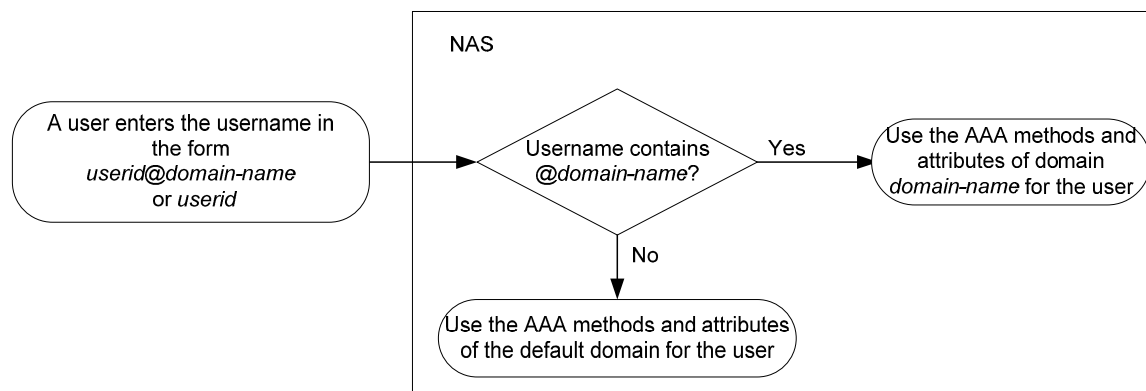 NAS
A user enters the username in
the form
userid@domain-name
or userid
Username contains
@domain-name?
Yes
Use the AAA methods and
attributes of domain
domain-name for the user
No
Use the AAA methods and attributes
of the default domain for the user